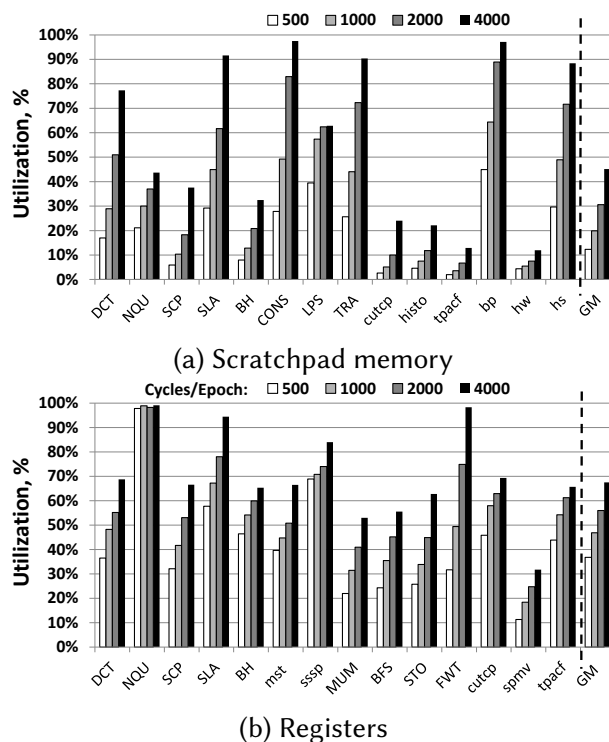 500 1000 2000 4000
100%
90%
80%
70%
60%
50%
40%
30%
20%
10%
0%
Utilization, %
DCT NQU SCP SLA BH CONS LPS TRA cutcp histo tpacf bp hw hs GM
(a) Scratchpad memory
Cycles/Epoch: 500 1000 2000 4000
100%
90%
80%
70%
60%
50%
40%
30%
20%
10%
0%
Utilization, %
DCT NQU SCP SLA BH mst sssp MUM BFS STO FWT cutcp spmv tpacf GM
(b) Registers